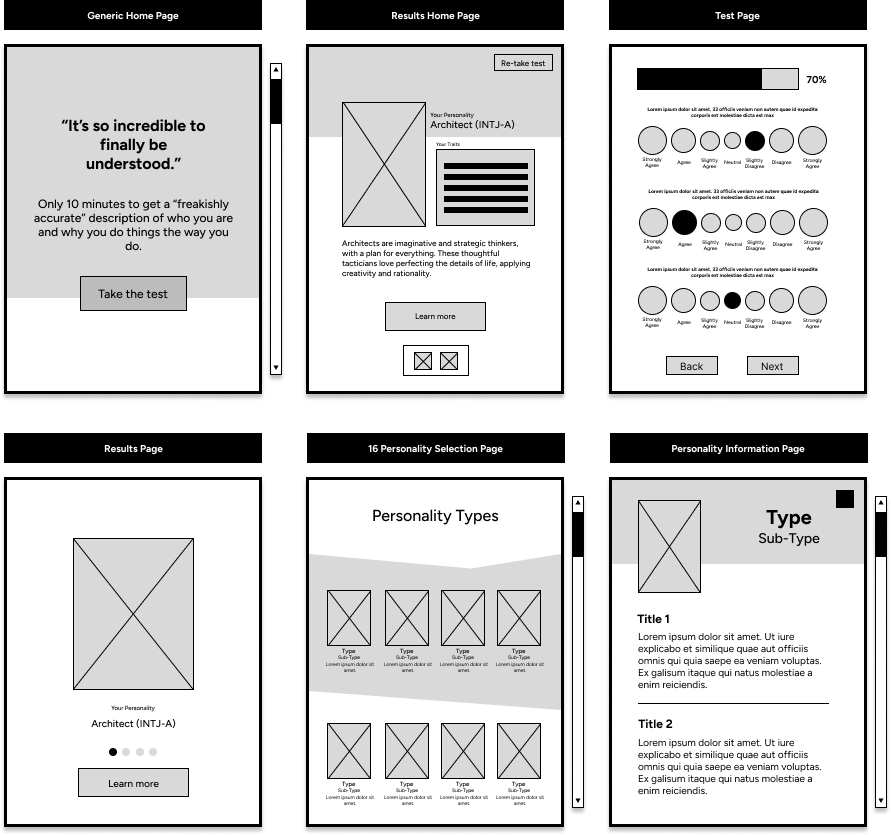 Generic Home Page
“It’s so incredible to
finally be
understood.”
Only 10 minutes to get a “freakishly
accurate” description of who you are
and why you do things the way you
do.
Take the test
Results Home Page
Re-take test
Your Personality
Architect (INTJ-A)
Your Traits
Architects are imaginative and strategic thinkers,
with a plan for everything. These thoughtful
tacticians love perfecting the details of life, applying
creativity and rationality.
Learn more
Test Page
70%
Lorem ipsum dolor sit amet. 33 officiis veniam non autem quae id expedita
corporis est molestiae dicta est max
Strongly Agree
Agree
Slightly Agree
Neutral
Slightly Disagree
Disagree
Strongly Agree
Lorem ipsum dolor sit amet. 33 officiis veniam non autem quae id expedita
corporis est molestiae dicta est max
Strongly Agree
Agree
Slightly Agree
Neutral
Slightly Disagree
Disagree
Strongly Agree
Lorem ipsum dolor sit amet. 33 officiis veniam non autem quae id expedita
corporis est molestiae dicta est max
Strongly Agree
Agree
Slightly Agree
Neutral
Slightly Disagree
Disagree
Strongly Agree
Back
Next
Results Page
Your Personality
Architect (INTJ-A)
Learn more
16 Personality Selection Page
Personality Types
Type
Sub-Type
Lorem ipsum dolor sit
amet.
Type
Sub-Type
Lorem ipsum dolor sit
amet.
Type
Sub-Type
Lorem ipsum dolor sit
amet.
Type
Sub-Type
Lorem ipsum dolor sit
amet.
Type
Sub-Type
Lorem ipsum dolor sit
amet.
Type
Sub-Type
Lorem ipsum dolor sit
amet.
Type
Sub-Type
Lorem ipsum dolor sit
amet.
Type
Sub-Type
Lorem ipsum dolor sit
amet.
Personality Information Page
Type
Sub-Type
Title 1
Lorem ipsum dolor sit amet. Ut iure
explicabo et similique quae aut officiis
omnis qui quia saepe ea veniam voluptas.
Ex galisum itaque qui natus molestiae a
enim reiciendis.
Title 2
Lorem ipsum dolor sit amet. Ut iure
explicabo et similique quae aut officiis
omnis qui quia saepe ea veniam voluptas.
Ex galisum itaque qui natus molestiae a
enim reiciendis.